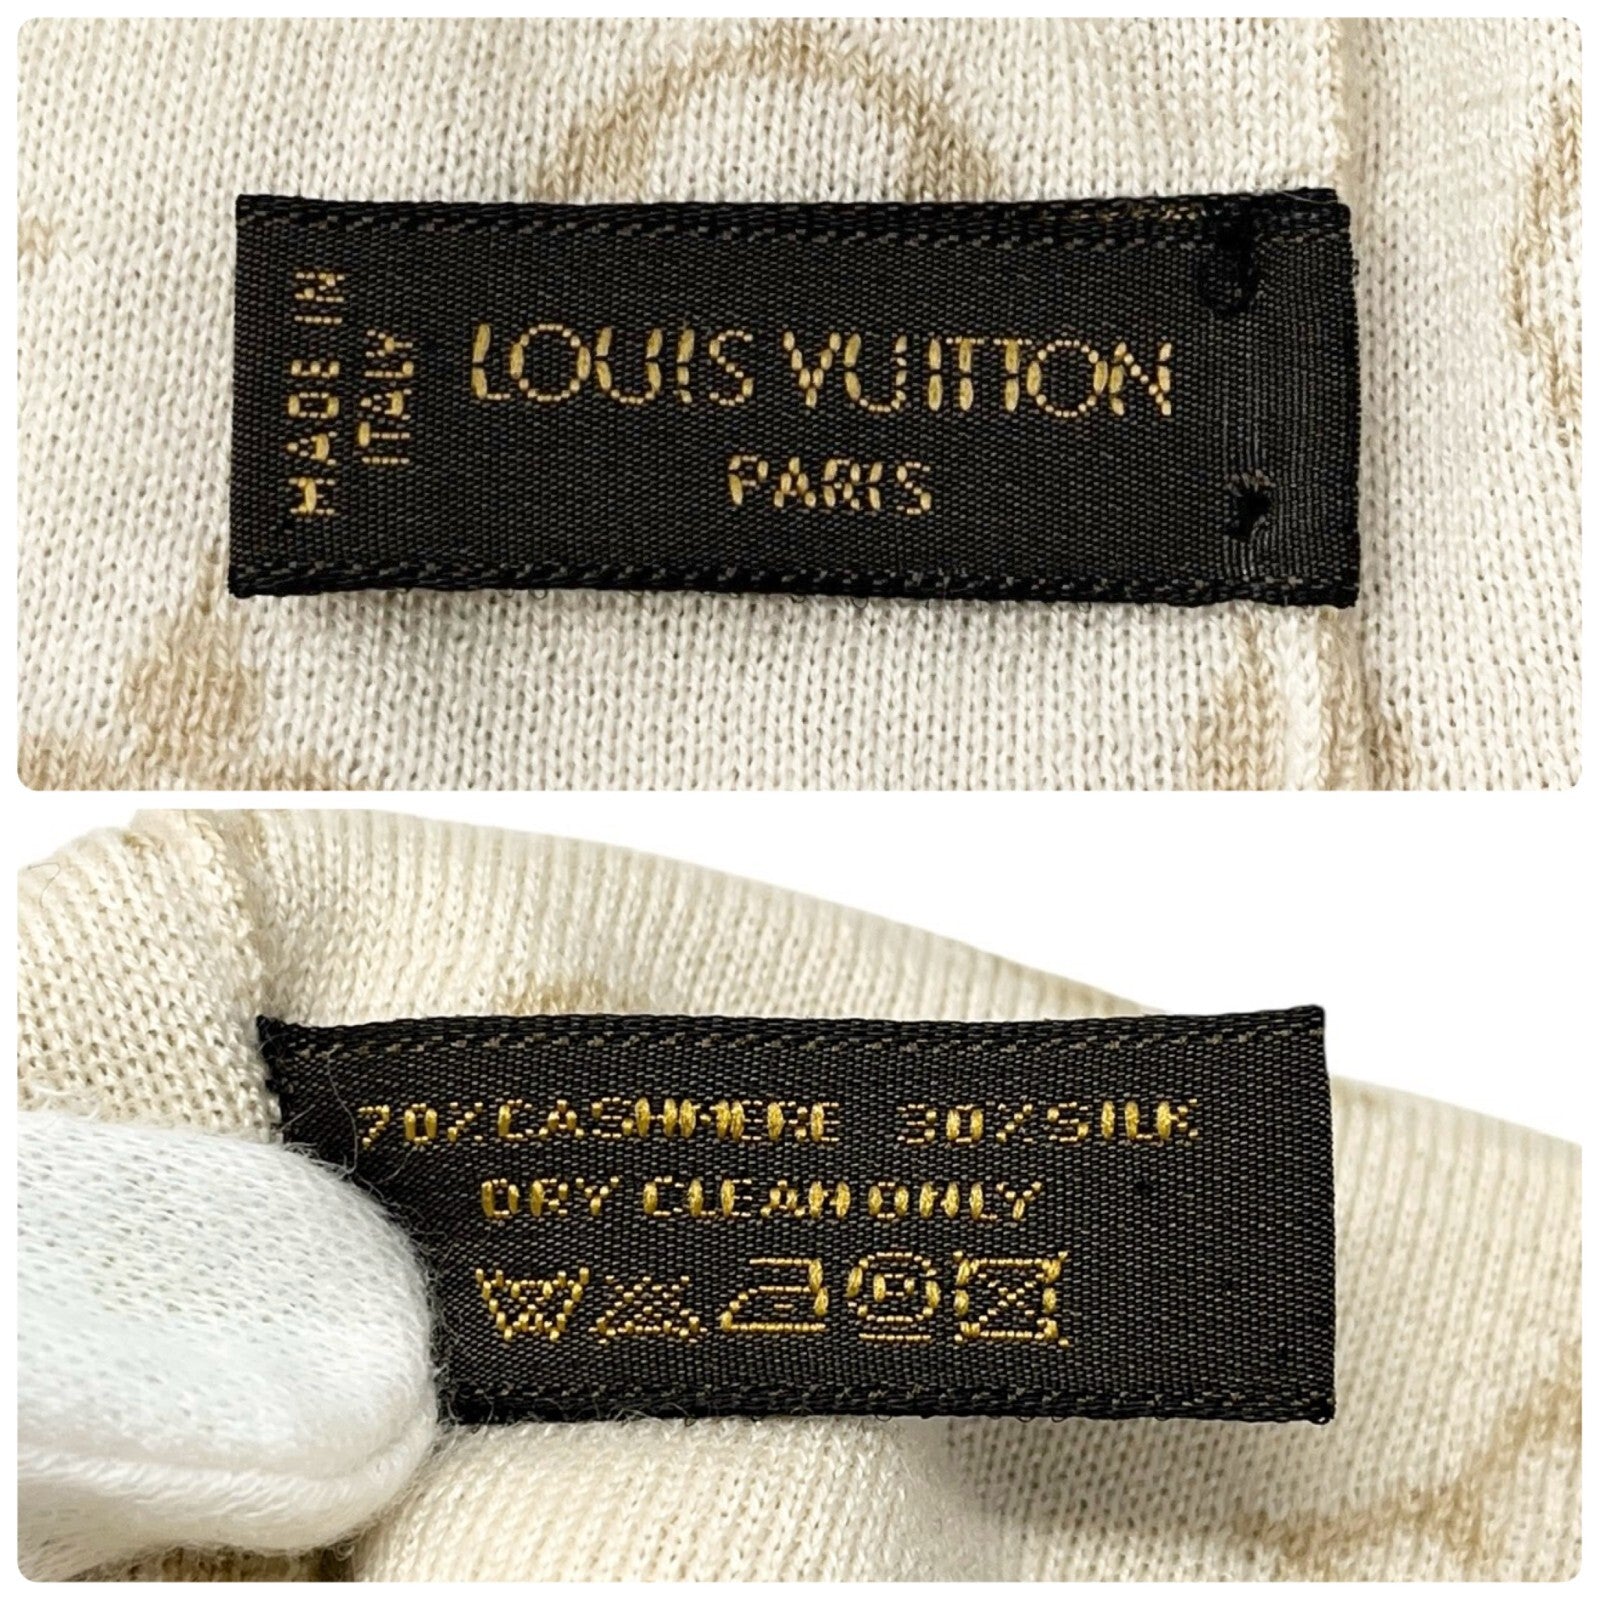 MADE IN
ITALY
LOUIS VUITTON
PARIS
70%CASHMERE 30%SILK
DRY CLEAN ONLY